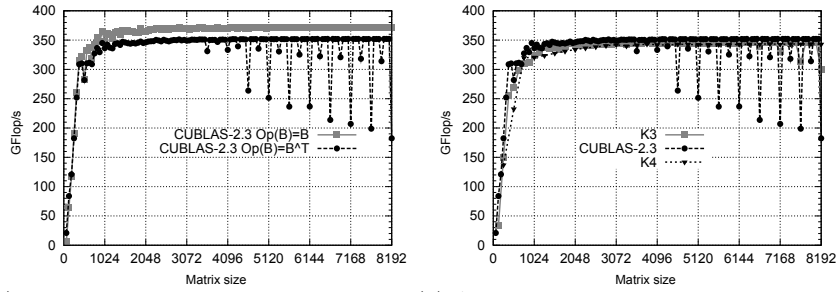 400
350
300
250
200
150
100
50
0
GFlop/s
CUBLAS-2.3 Op(B)=B
CUBLAS-2.3 Op(B)=B^T
0 1024 2048 3072 4096 5120 6144 7168 8192
Matrix size
400
350
300
250
200
150
100
50
0
GFlop/s
K3
CUBLAS-2.3
K4
0 1024 2048 3072 4096 5120 6144 7168 8192
Matrix size